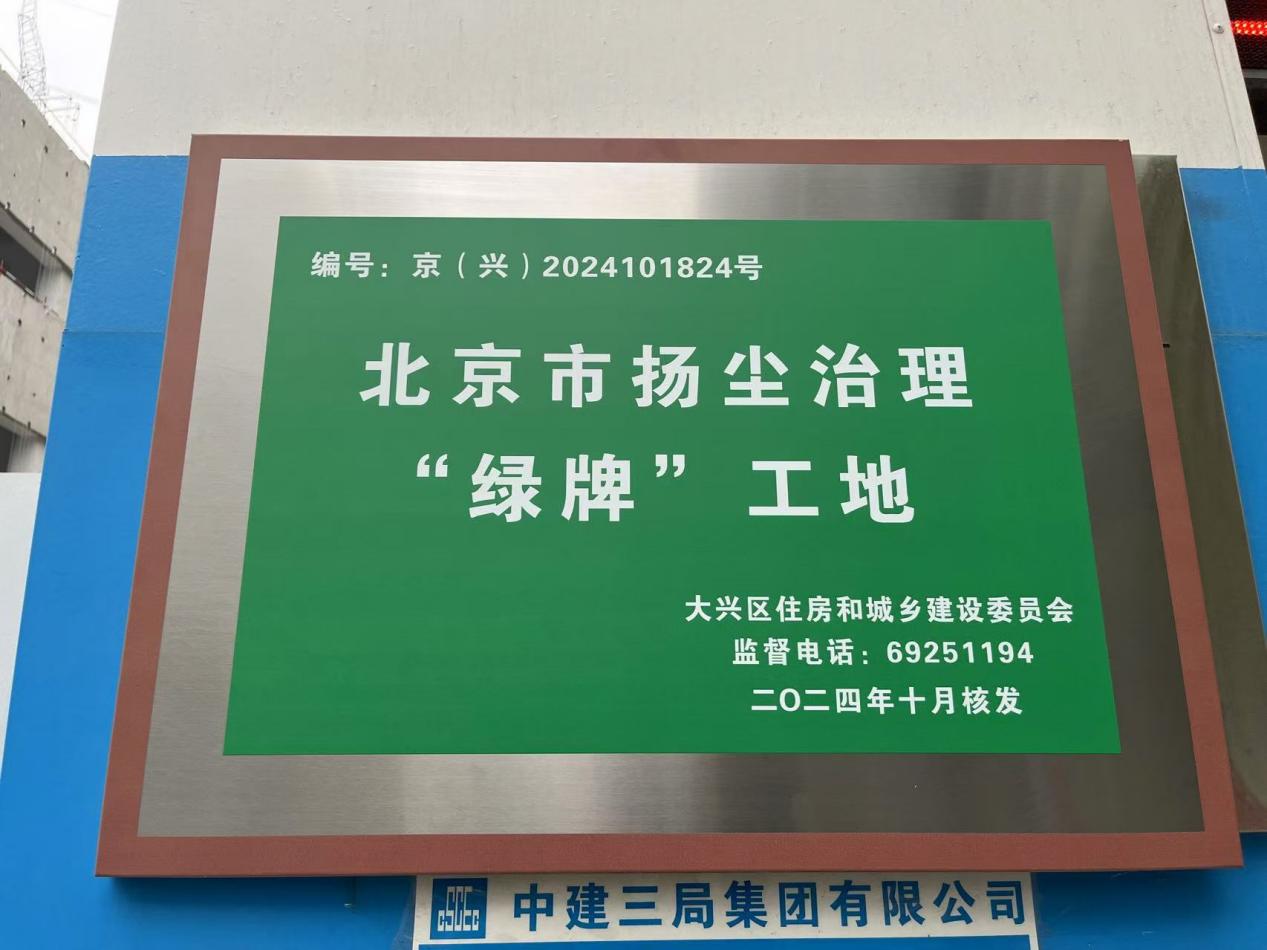 编号：京（兴）2024101824号
北京市扬尘治理
“绿牌” 工地
大兴区住房和城乡建设委员会
监督电话：69251194
二〇二四年十月核发
CSCEC 中建三局集团有限公司